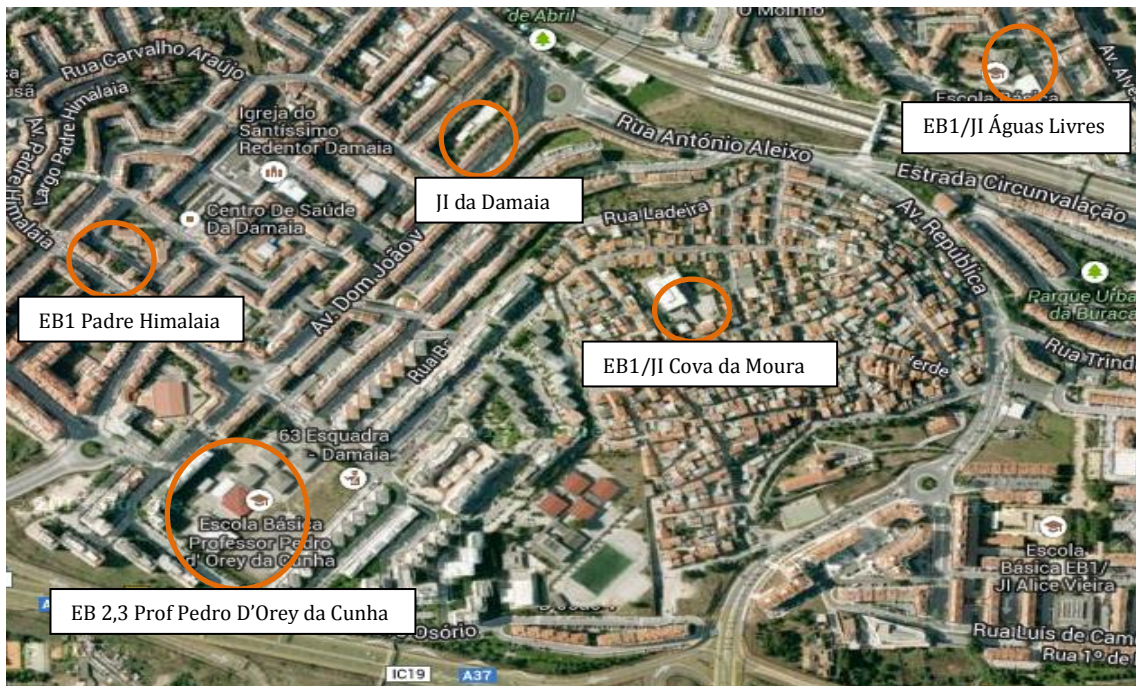 de Abril
O Moinho
Rua Carvalho Araújo
Av. Padre Himalaia
Largo Padre Himalaia
Igreja do
Santíssimo
Redentor Damaia
Centro De Saúde
Da Damaia
JI da Damaia
Rua António Aleixo
Escola Básica
EB1/JI Águas Livres
Estrada Circunvalação
Av. República
Rua Ladeira
Av. Dom João V
EB1 Padre Himalaia
EB1/JI Cova da Moura
Parque Urba
da Buraca
Rua Trind
63 Esquadra
- Damaia
Escola Básica
Professor Pedro
d' Orey da Cunha
EB 2,3 Prof Pedro D'Orey da Cunha
Escola
Básica EB1/
JI Alice Vieira
Osório
Rua Luís de Cam
Rua 1º de
IC19
A37